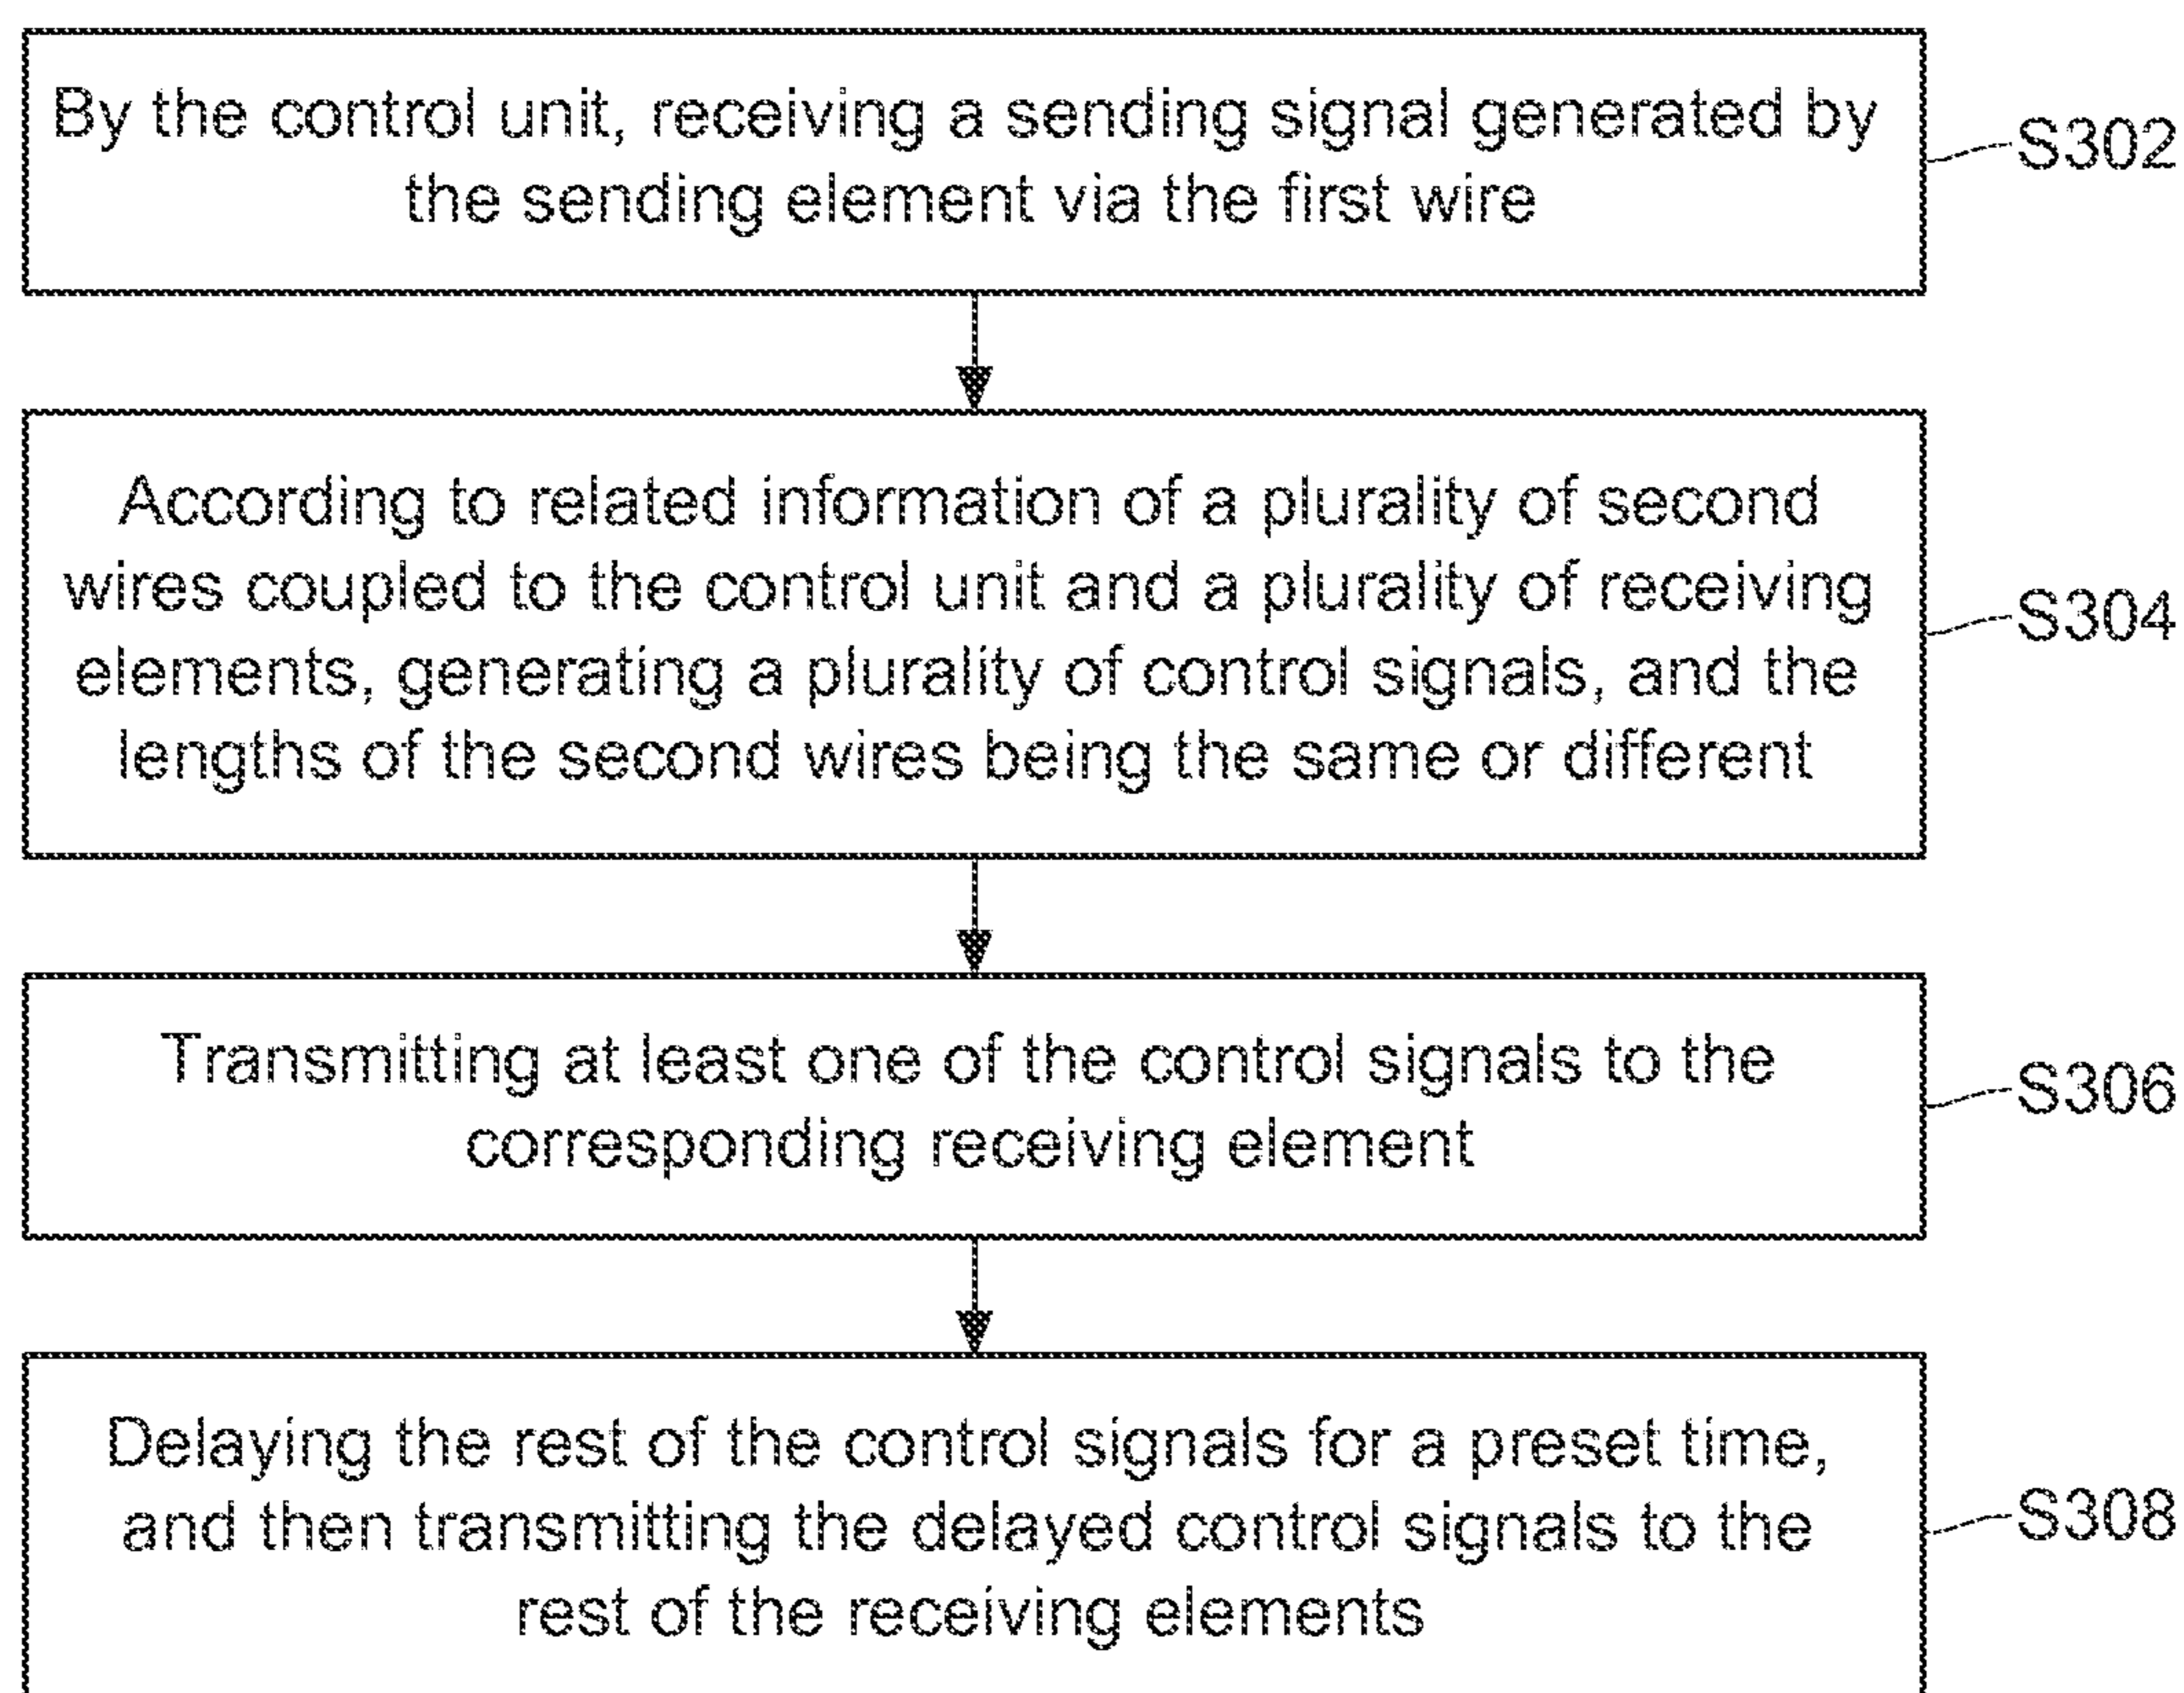 By the control unit, receiving a sending signal generated by
the sending element via the first wire
S302
According to related information of a plurality of second
wires coupled to the control unit and a plurality of receiving
elements, generating a plurality of control signals, and the
lengths of the second wires being the same or different
S304
Transmitting at least one of the control signals to the
corresponding receiving element
S306
Delaying the rest of the control signals for a preset time,
and then transmitting the delayed control signals to the
rest of the receiving elements
S308